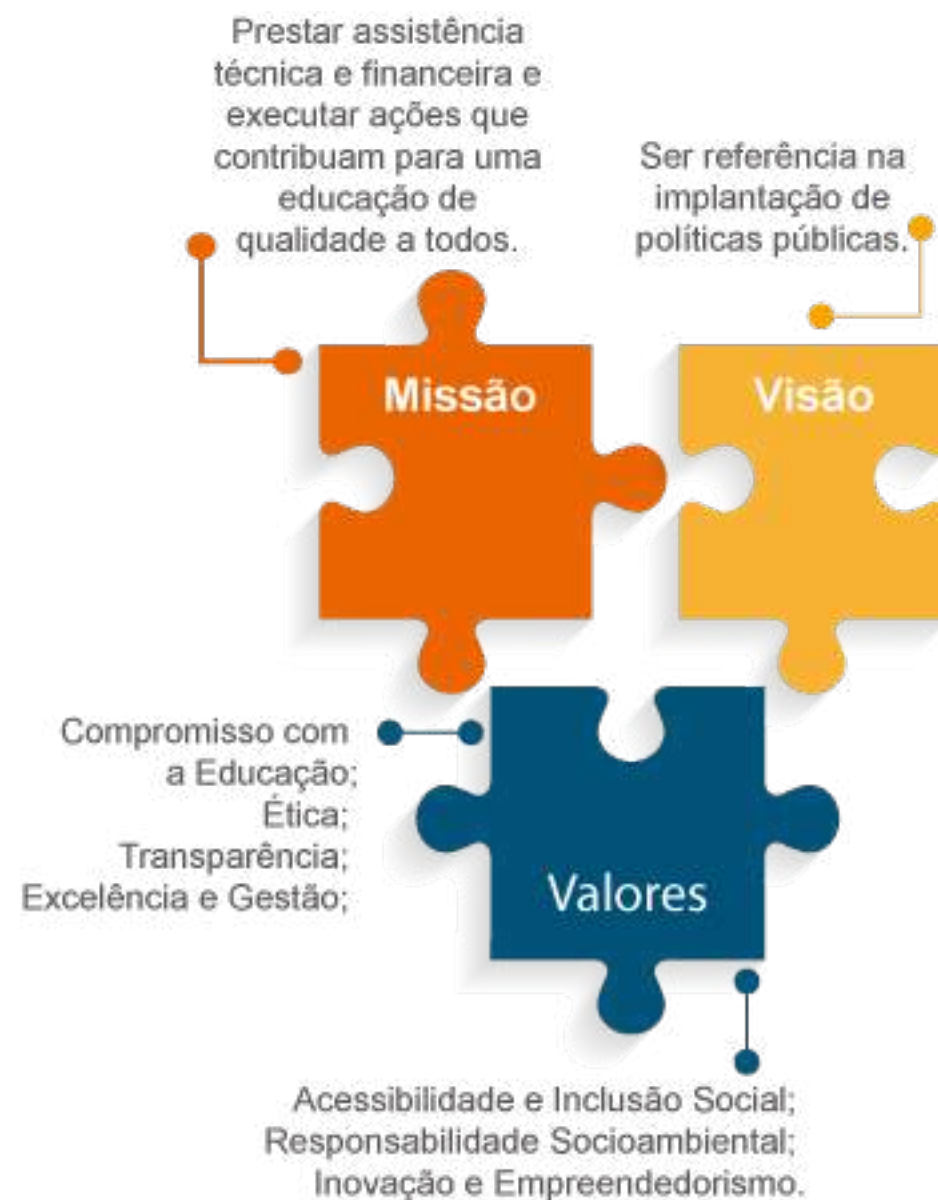 Prestar assistência
técnica e financeira e
executar ações que
contribuam para uma
educação de
qualidade a todos.
Ser referência na
implantação de
políticas públicas.
Missão
Visão
Compromisso com
a Educação;
Ética;
Transparência;
Excelência e Gestão;
Valores
Acessibilidade e Inclusão Social;
Responsabilidade Socioambiental;
Inovação e Empreendedorismo.